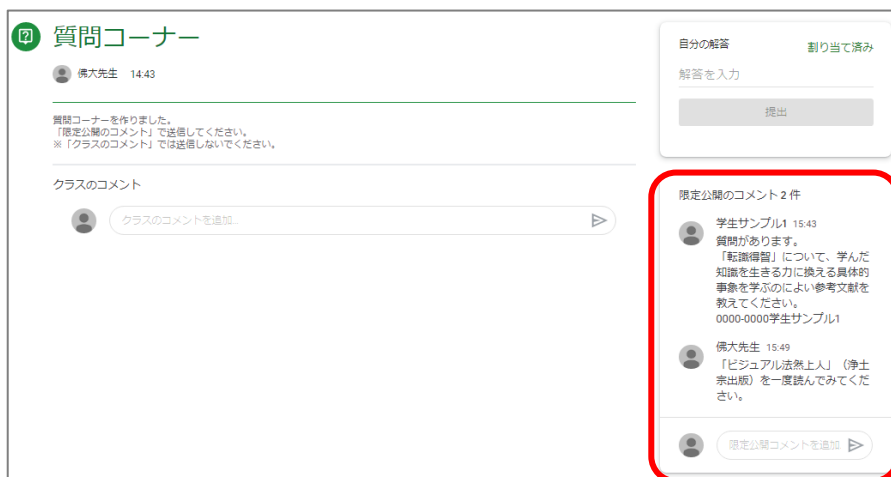 質問コーナー
佛大先生 14:43
質問コーナーを作りました。
「限定公開のコメント」で送信してください。
※「クラスのコメント」では送信しないでください。
クラスのコメント
クラスのコメントを追加…
自分の解答 割り当て済み
解答を入力
提出
限定公開のコメント 2 件
学生サンプル1 15:43
質問があります。
「転識得智」について、学んだ
知識を生きる力に換える具体的
事象を学ぶのによい参考文献を
教えてください。
0000-0000学生サンプル1
佛大先生 15:49
「ビジュアル法然上人」（浄土
宗出版）を一度読んでみてくだ
さい。
限定公開コメントを追加